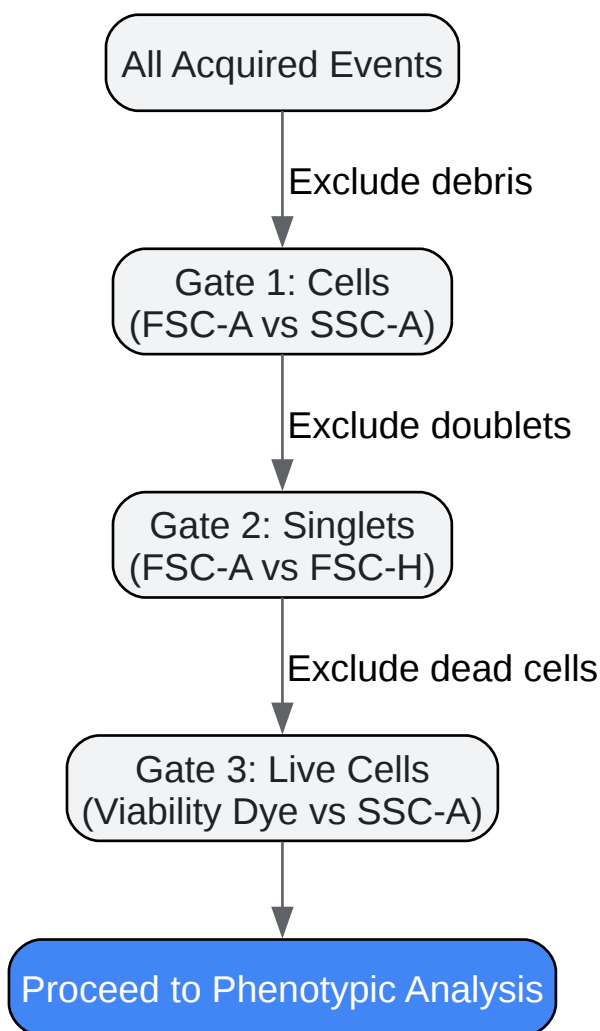 All Acquired Events
Exclude debris
Gate 1: Cells
(FSC-A vs SSC-A)
Exclude doublets
Gate 2: Singlets
(FSC-A vs FSC-H)
Exclude dead cells
Gate 3: Live Cells
(Viability Dye vs SSC-A)
Proceed to Phenotypic Analysis